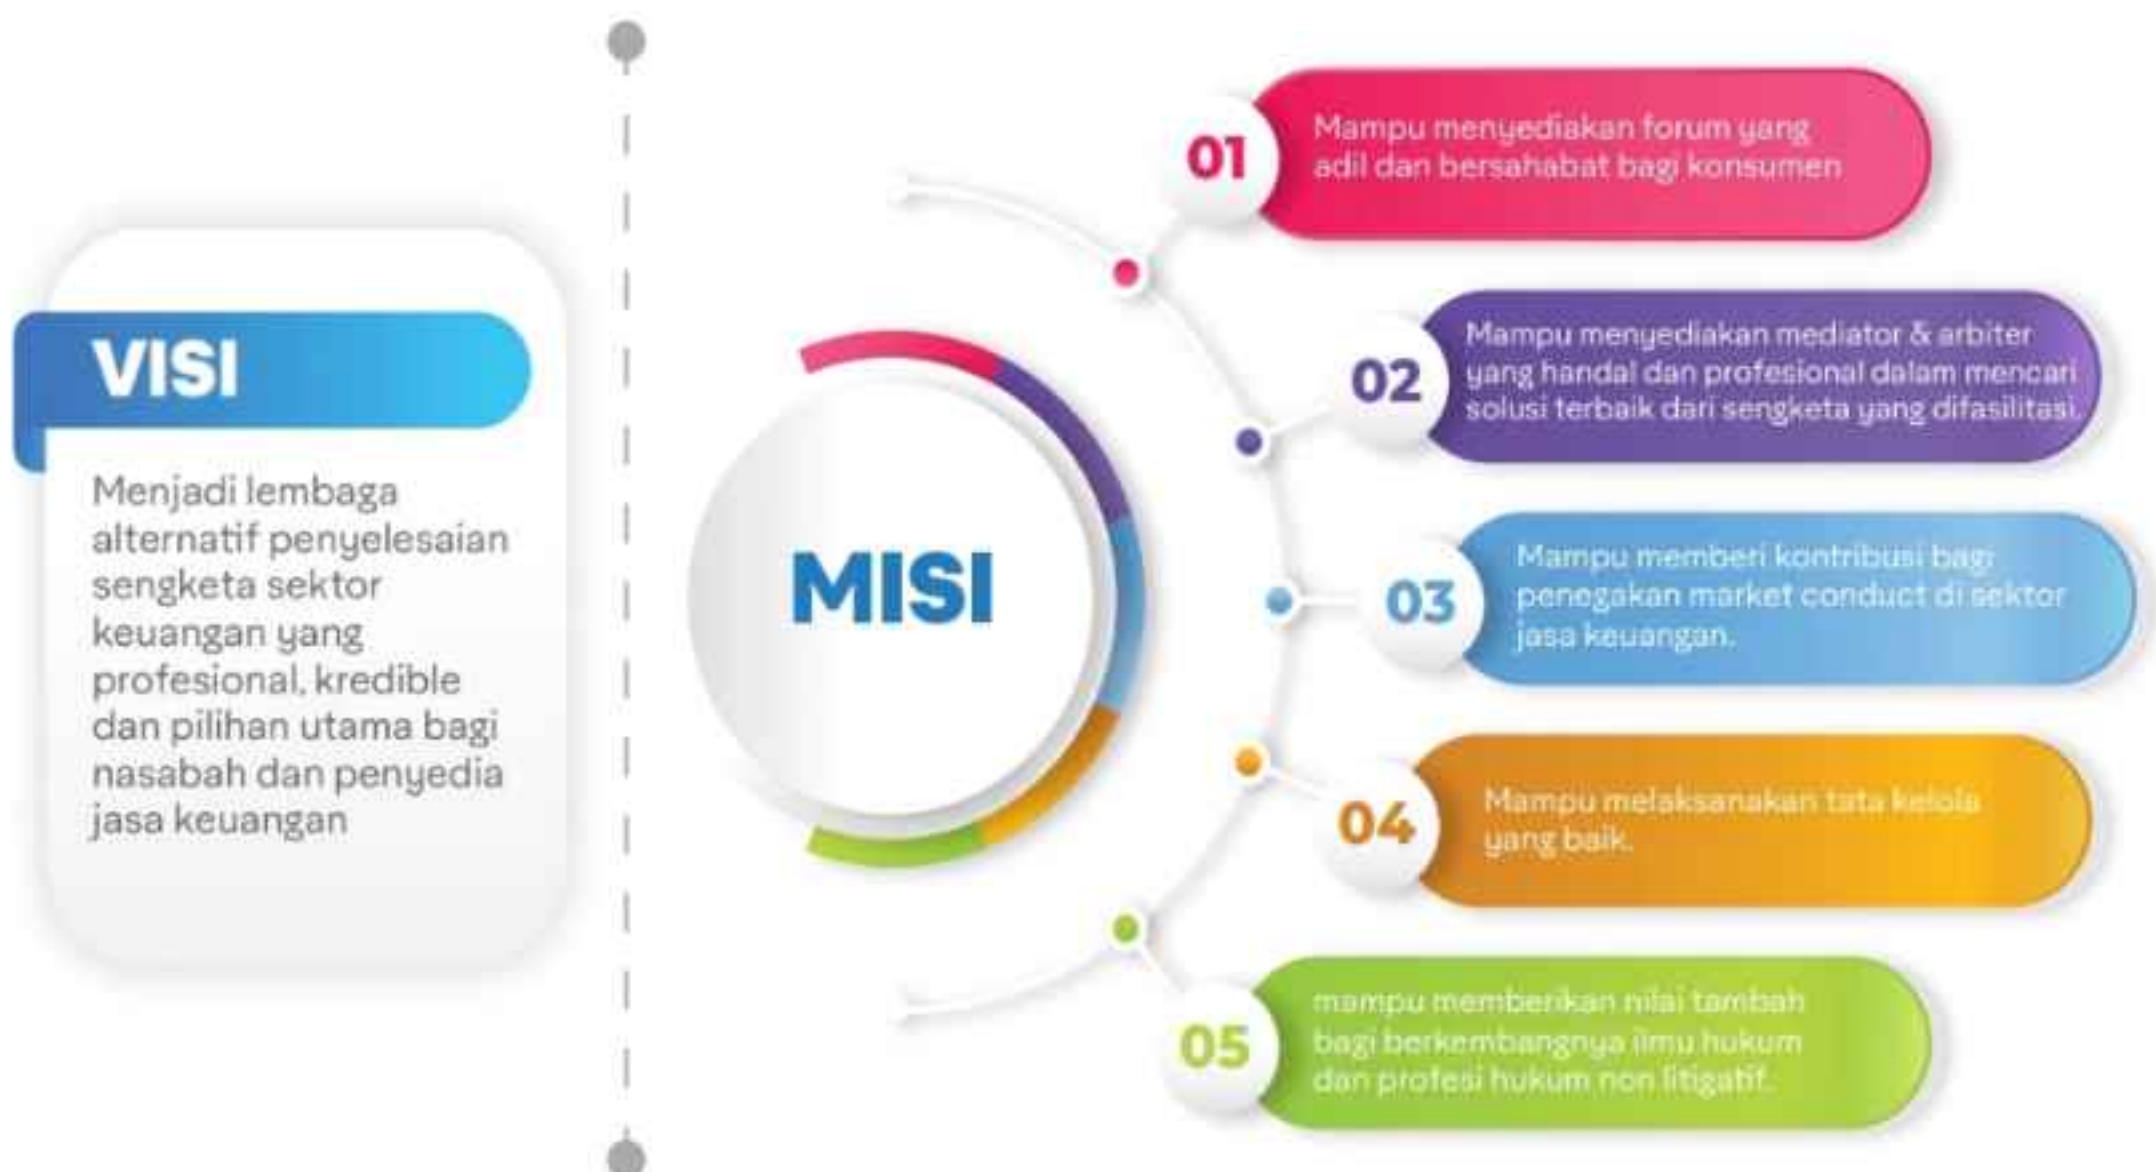 VISI
Menjadi lembaga
alternatif penyelesaian
sengketa sektor
keuangan yang
profesional, kredible
dan pilihan utama bagi
nasabah dan penyedia
jasa keuangan
MISI
01
Mampu menyediakan forum yang
adil dan bersahabat bagi konsumen
02
Mampu menyediakan mediator & arbiter
yang handal dan profesional dalam mencari
solusi terbaik dari sengketa yang difasilitasi.
03
Mampu memberi kontribusi bagi
penegakan market conduct di sektor
jasa keuangan.
04
Mampu melaksanakan tata kelola
yang baik.
05
mampu memberikan nilai tambah
bagi berkembangnya ilmu hukum
dan profesi hukum non litigatif.